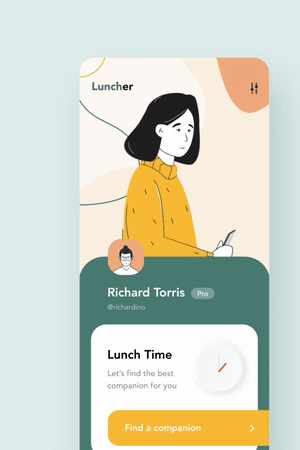 Luncher
Richard Torris Pro
@richardino
Lunch Time
Let's find the best
companion for you
Find a companion